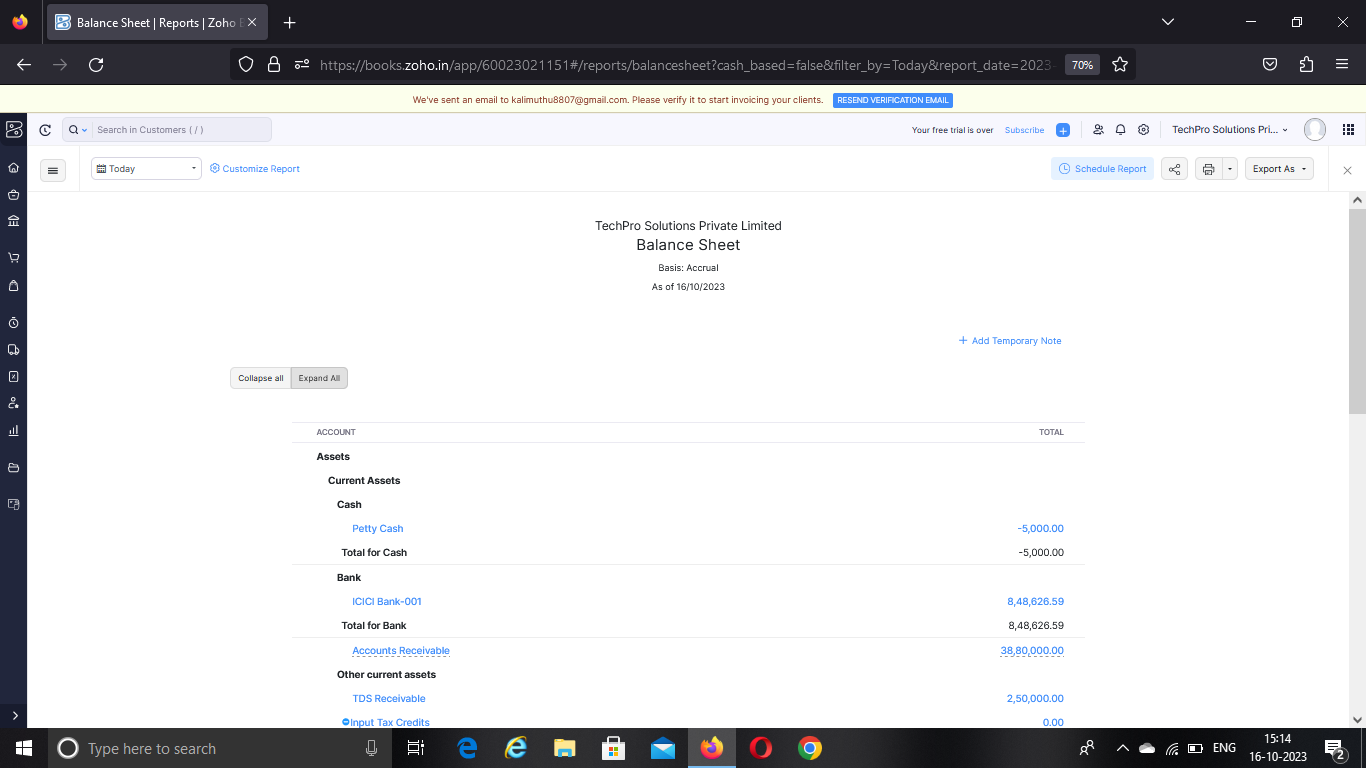 Balance Sheet | Reports | Zoho
https://books.zoho.in/app/60023021151#/reports/balancesheet?cash_based=false&filter_by=Today&report_date=2023-
70%
We've sent an email to kalimuthu8807@gmail.com. Please verify it to start invoicing your clients.
RESEND VERIFICATION EMAIL
Search in Customers ( / )
Your free trial is over
Subscribe
TechPro Solutions Pri...
Today
Customize Report
Schedule Report
Export As
TechPro Solutions Private Limited
Balance Sheet
Basis: Accrual
As of 16/10/2023
Add Temporary Note
Collapse all Expand All
ACCOUNT TOTAL
Assets
Current Assets
Cash
Petty Cash -5,000.00
Total for Cash -5,000.00
Bank
ICICI Bank-001 8,48,626.59
Total for Bank 8,48,626.59
Accounts Receivable 38,80,000.00
Other current assets
TDS Receivable 2,50,000.00
Input Tax Credits 0.00
Type here to search
ENG
15:14
16-10-2023
2